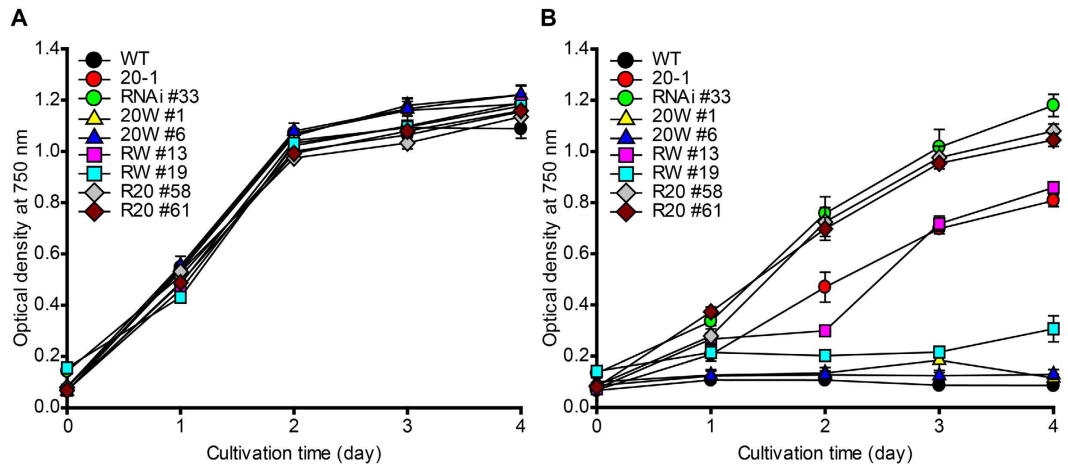 A
Optical density at 750 nm
1.4
1.2
1.0
0.8
0.6
0.4
0.2
0.0
WT
20-1
RNAi #33
20W #1
20W #6
RW #13
RW #19
R20 #58
R20 #61
0 1 2 3 4
Cultivation time (day)
B
Optical density at 750 nm
1.4
1.2
1.0
0.8
0.6
0.4
0.2
0.0
WT
20-1
RNAi #33
20W #1
20W #6
RW #13
RW #19
R20 #58
R20 #61
0 1 2 3 4
Cultivation time (day)